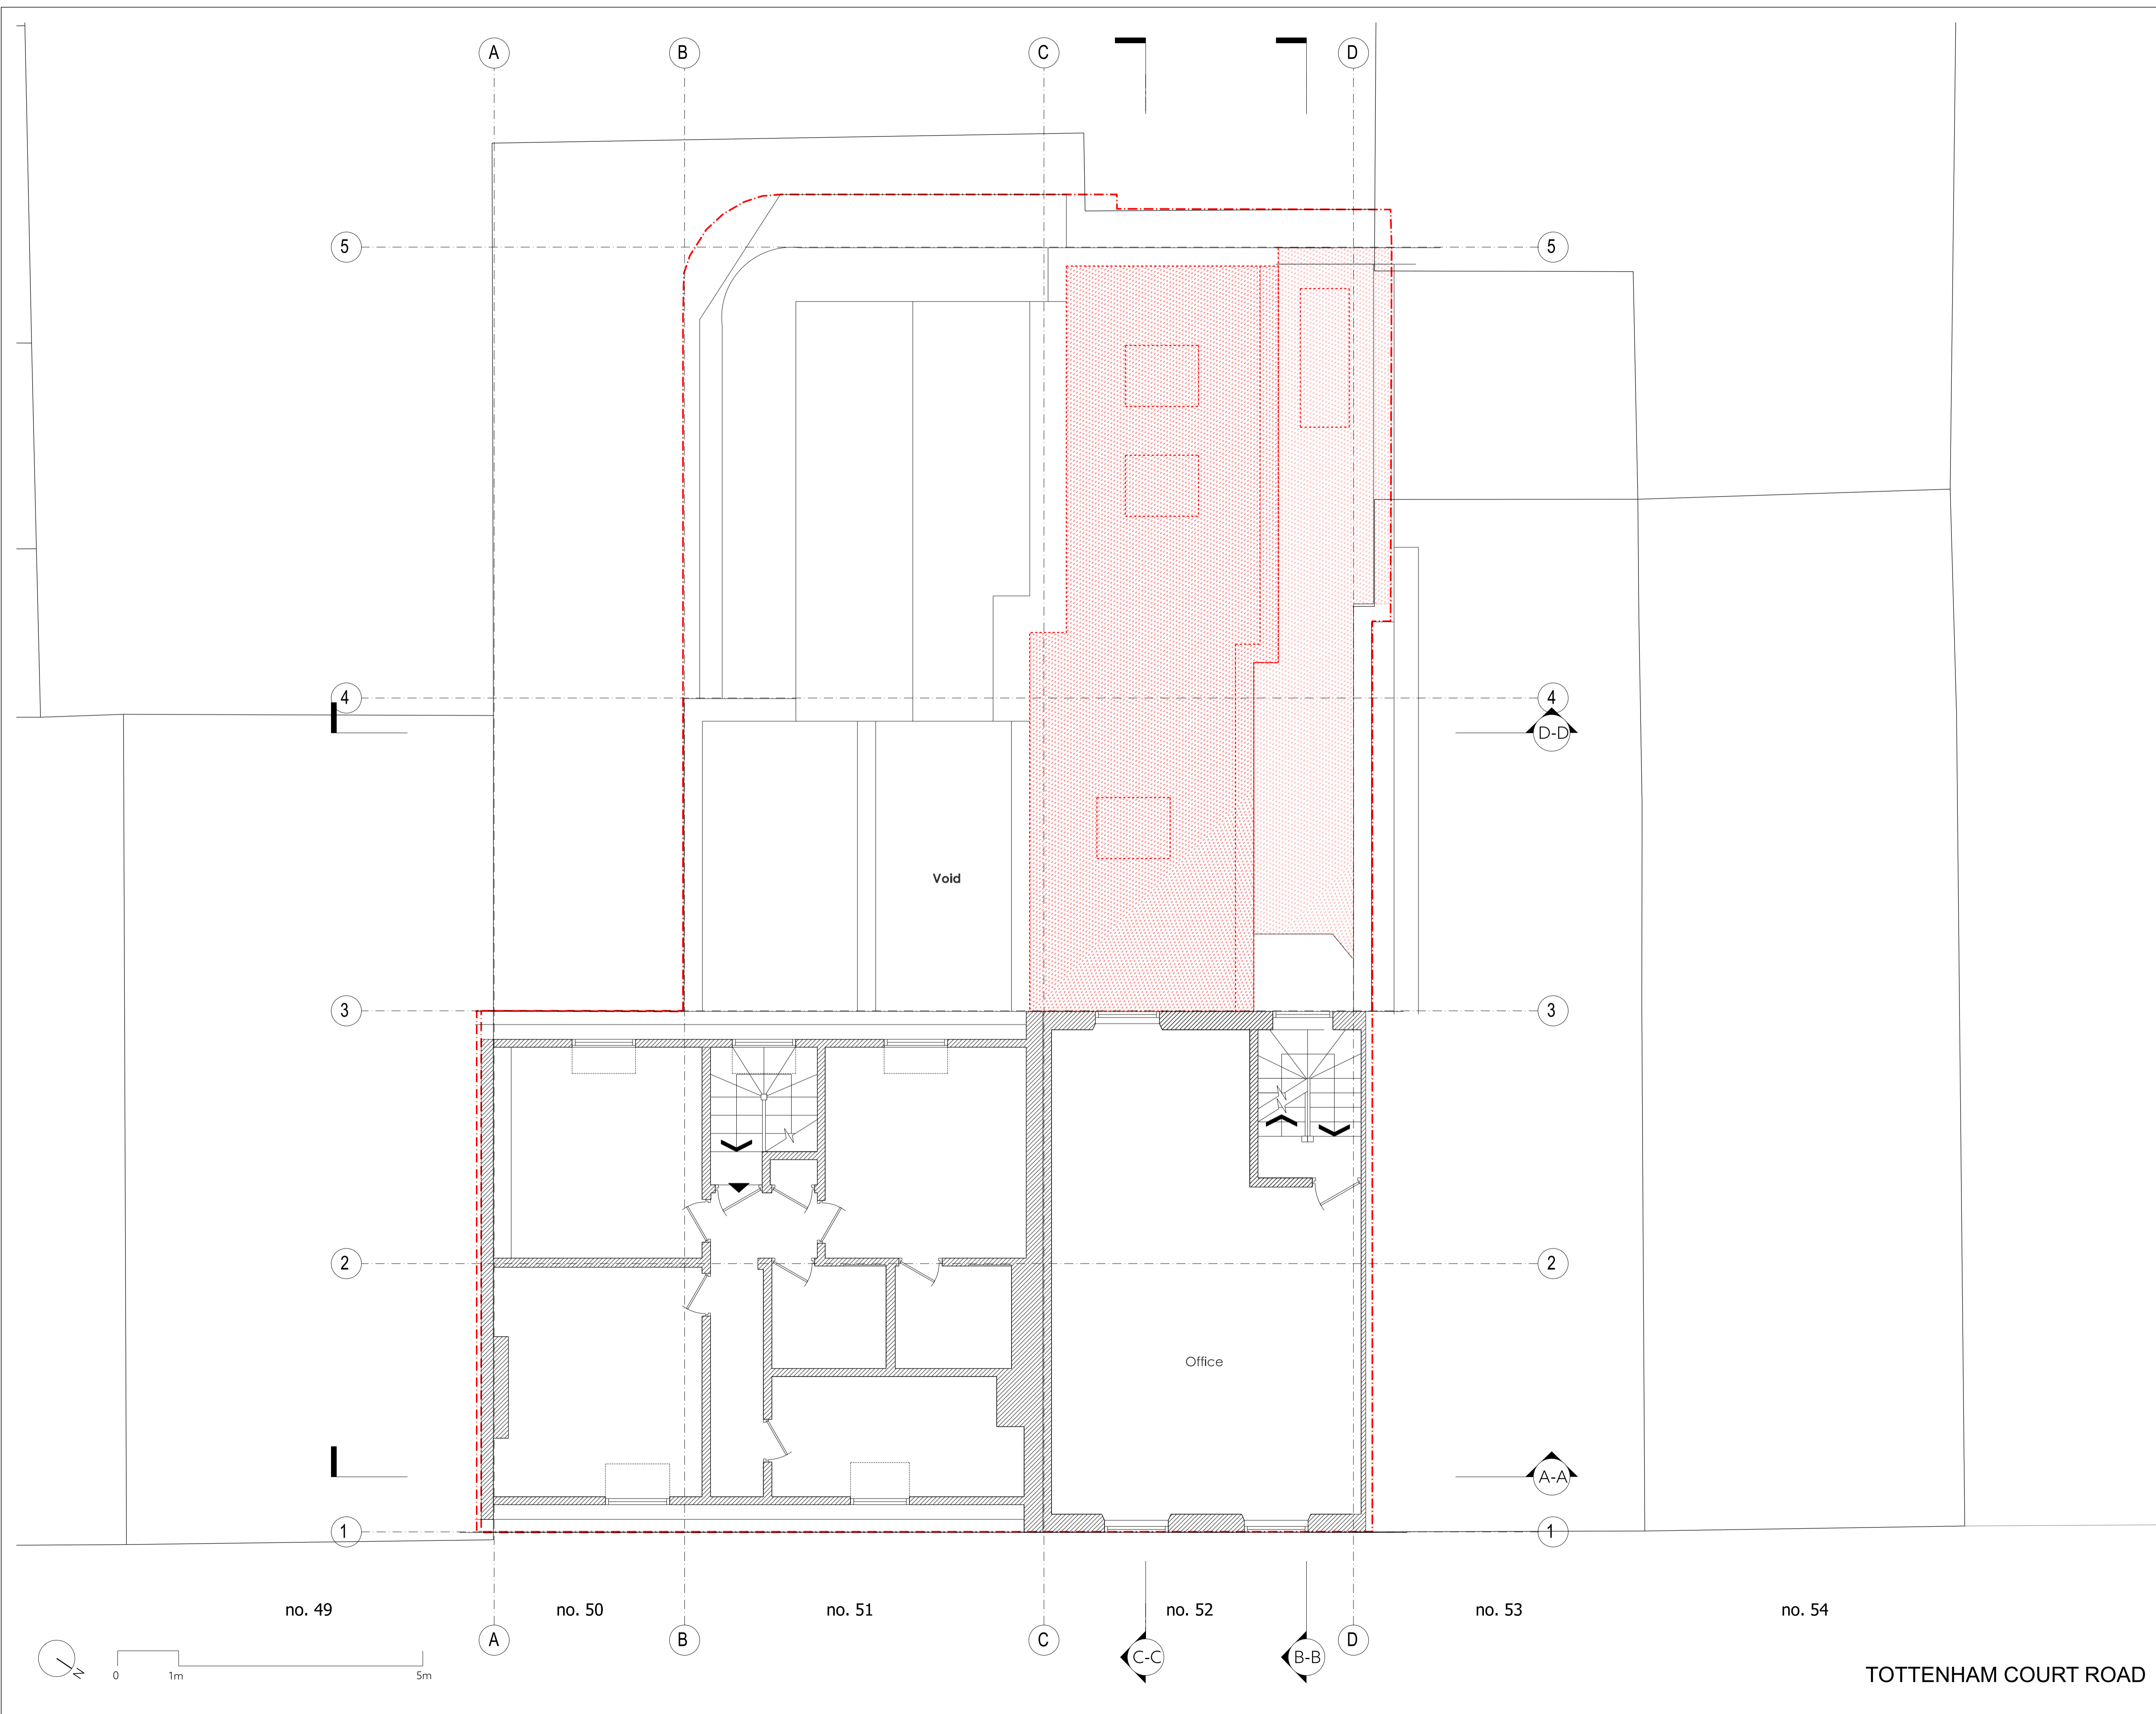 A B C D
5 5
4 4
D-D
Void
3 3
2 2
Office
A-A
1 1
no. 49 no. 50 no. 51 no. 52 no. 53 no. 54
A B C D
C-C B-B
N
0 1m 5m
TOTTENHAM COURT ROAD